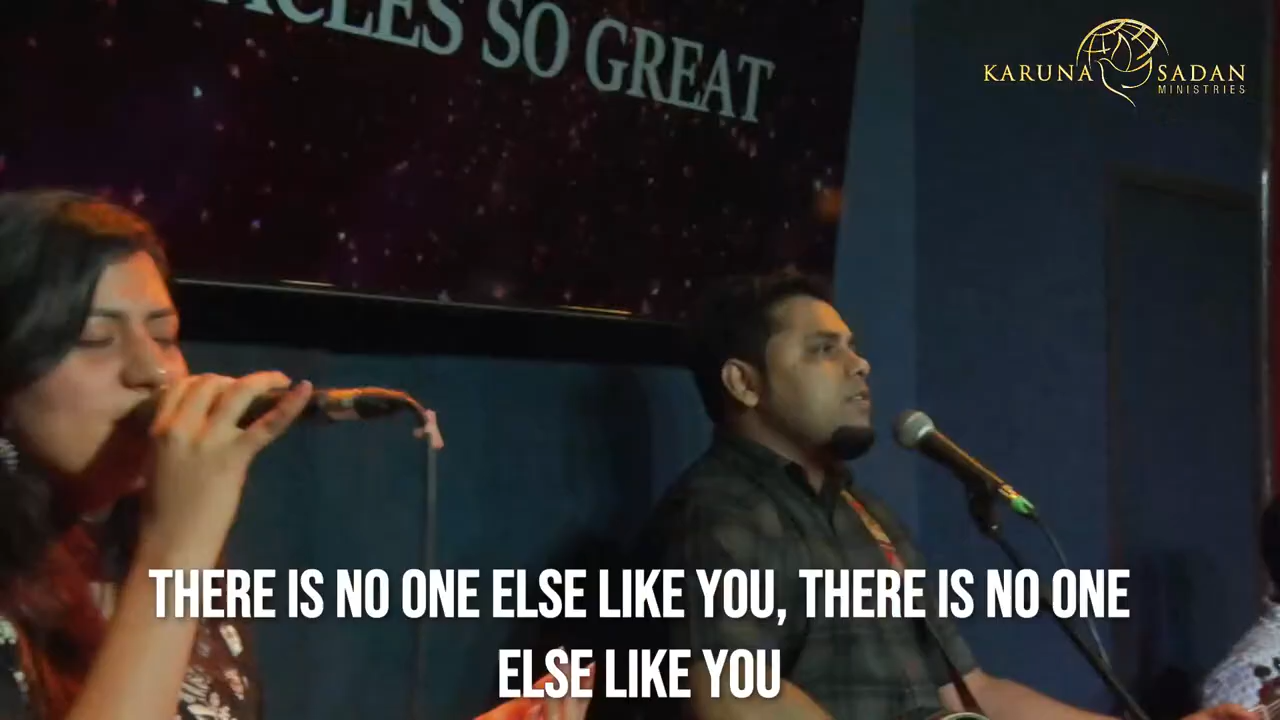 SO GREAT
KARUNA SADAN
MINISTRIES
THERE IS NO ONE ELSE LIKE YOU, THERE IS NO ONE
ELSE LIKE YOU